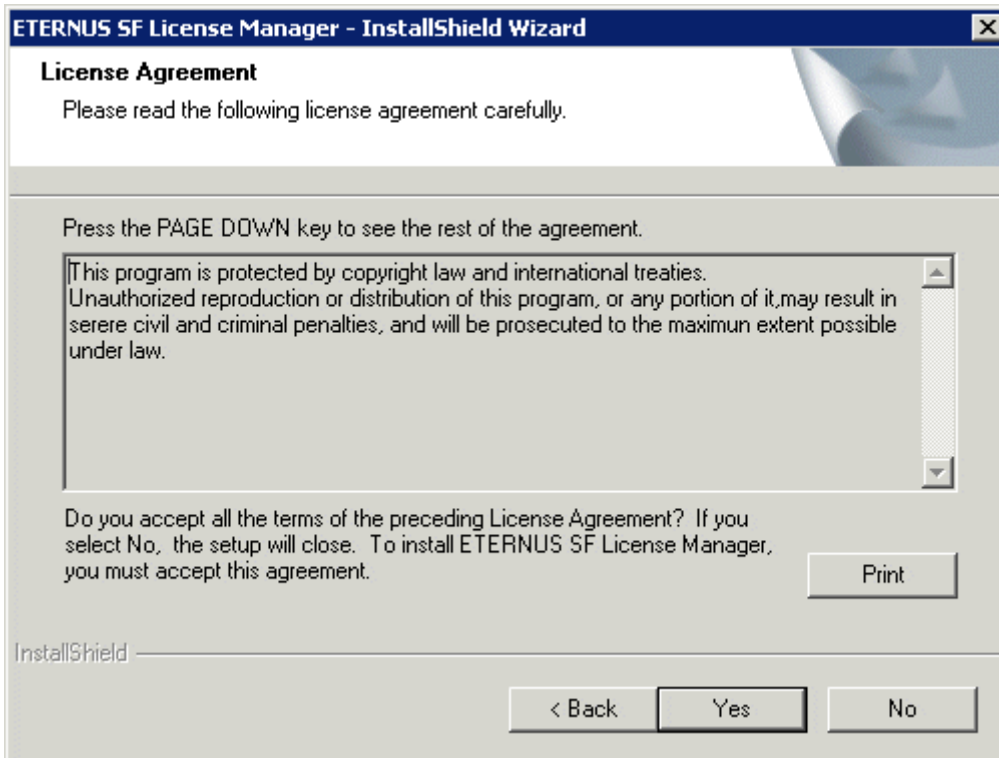 ETERNUS SF License Manager - InstallShield Wizard
License Agreement
Please read the following license agreement carefully.
Press the PAGE DOWN key to see the rest of the agreement.
This program is protected by copyright law and international treaties.
Unauthorized reproduction or distribution of this program, or any portion of it,may result in
serere civil and criminal penalties, and will be prosecuted to the maximun extent possible
under law.
Do you accept all the terms of the preceding License Agreement?  If you
select No,  the setup will close.  To install ETERNUS SF License Manager,
you must accept this agreement.
Print
InstallShield
< Back
Yes
No